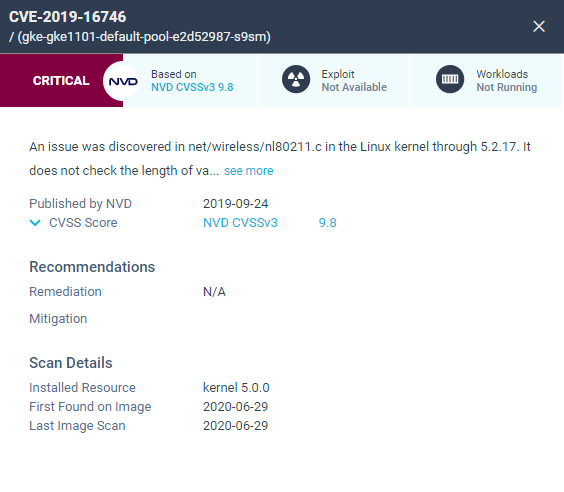 CVE-2019-16746
/ (gke-gke1101-default-pool-e2d52987-s9sm)
CRITICAL
NVD
Based on
NVD CVSSv3 9.8
Exploit
Not Available
Workloads
Not Running
An issue was discovered in net/wireless/nl80211.c in the Linux kernel through 5.2.17. It
does not check the length of va... see more
Published by NVD 2019-09-24
CVSS Score NVD CVSSv3 9.8
Recommendations
Remediation N/A
Mitigation
Scan Details
Installed Resource kernel 5.0.0
First Found on Image 2020-06-29
Last Image Scan 2020-06-29